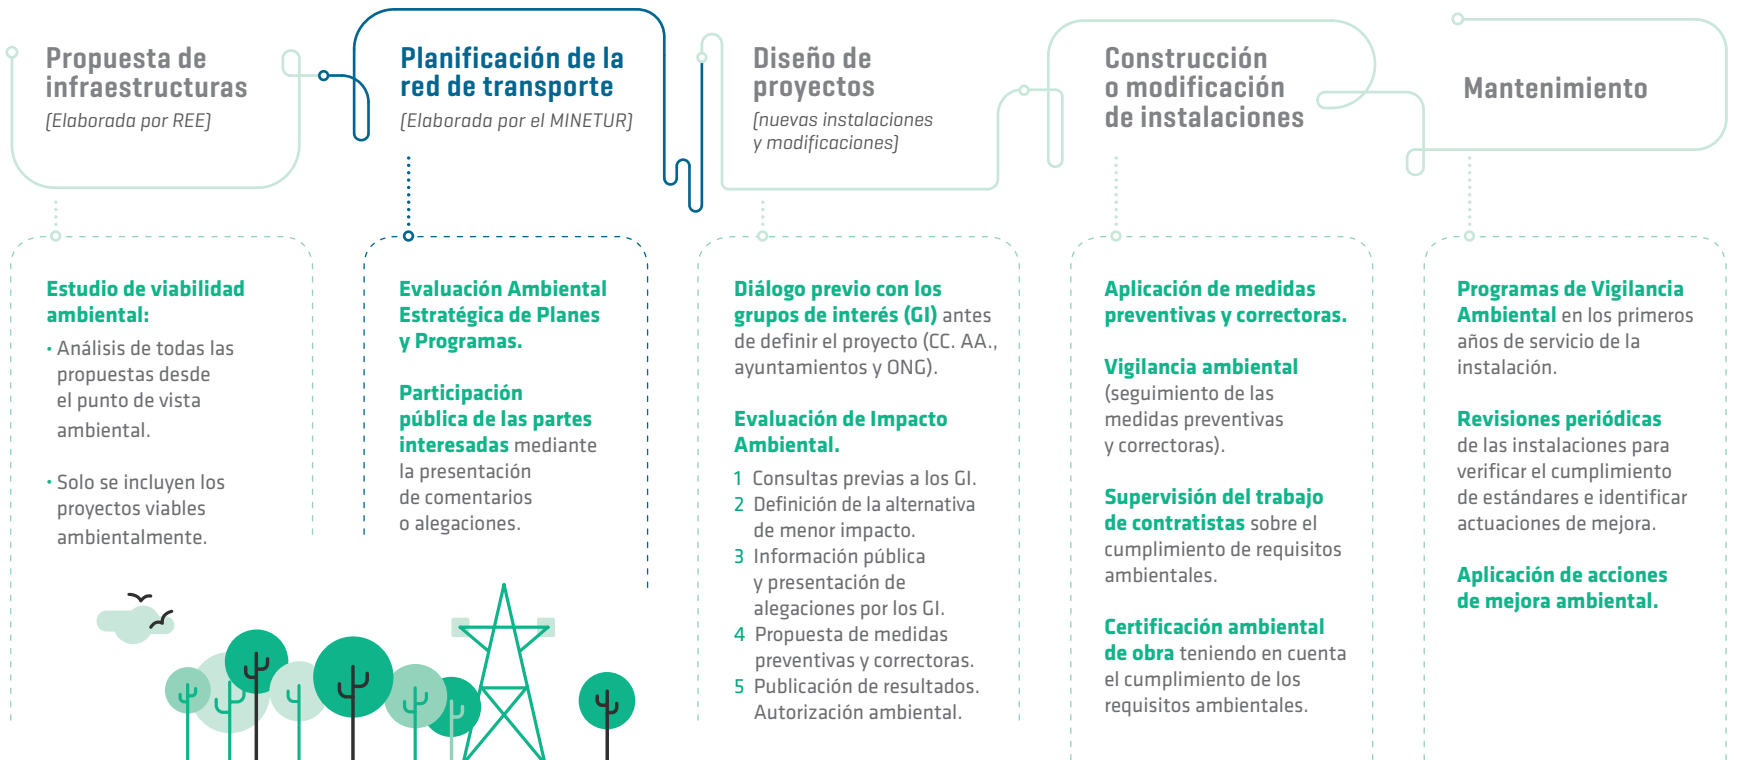 Propuesta de
infraestructuras
(Elaborada por REE)
Planificación de la
red de transporte
(Elaborada por el MINETUR)
Diseño de
proyectos
(nuevas instalaciones
y modificaciones)
Construcción
o modificación
de instalaciones
Mantenimiento
Estudio de viabilidad
ambiental:
· Análisis de todas las
propuestas desde
el punto de vista
ambiental.
· Solo se incluyen los
proyectos viables
ambientalmente.
Evaluación Ambiental
Estratégica de Planes
y Programas.
Participación
pública de las partes
interesadas mediante
la presentación
de comentarios
o alegaciones.
Diálogo previo con los
grupos de interés (GI) antes
de definir el proyecto (CC. AA.,
ayuntamientos y ONG).
Evaluación de Impacto
Ambiental.
1 Consultas previas a los GI.
2 Definición de la alternativa
de menor impacto.
3 Información pública
y presentación de
alegaciones por los GI.
4 Propuesta de medidas
preventivas y correctoras.
5 Publicación de resultados.
Autorización ambiental.
Aplicación de medidas
preventivas y correctoras.
Vigilancia ambiental
(seguimiento de las
medidas preventivas
y correctoras).
Supervisión del trabajo
de contratistas sobre el
cumplimiento de requisitos
ambientales.
Certificación ambiental
de obra teniendo en cuenta
el cumplimiento de los
requisitos ambientales.
Programas de Vigilancia
Ambiental en los primeros
años de servicio de la
instalación.
Revisiones periódicas
de las instalaciones para
verificar el cumplimiento
de estándares e identificar
actuaciones de mejora.
Aplicación de acciones
de mejora ambiental.